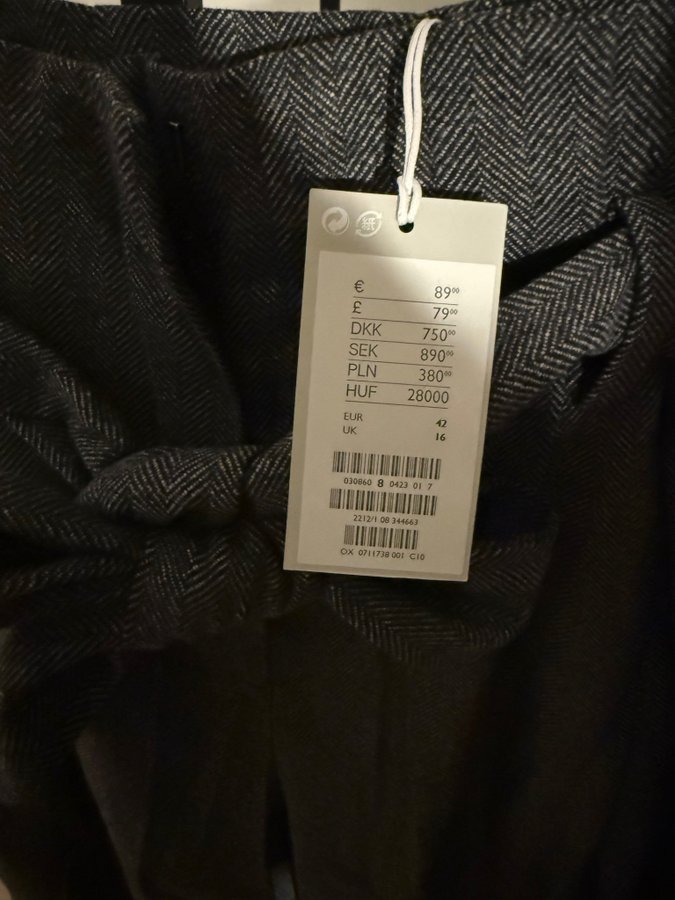 € 89⁰⁰
£ 79⁰⁰
DKK 750⁰⁰
SEK 890⁰⁰
PLN 380⁰⁰
HUF 28000
EUR 42
UK 16
030860 8 0423 01 7
2212/1 08 344663
OX 0711738 001 C10